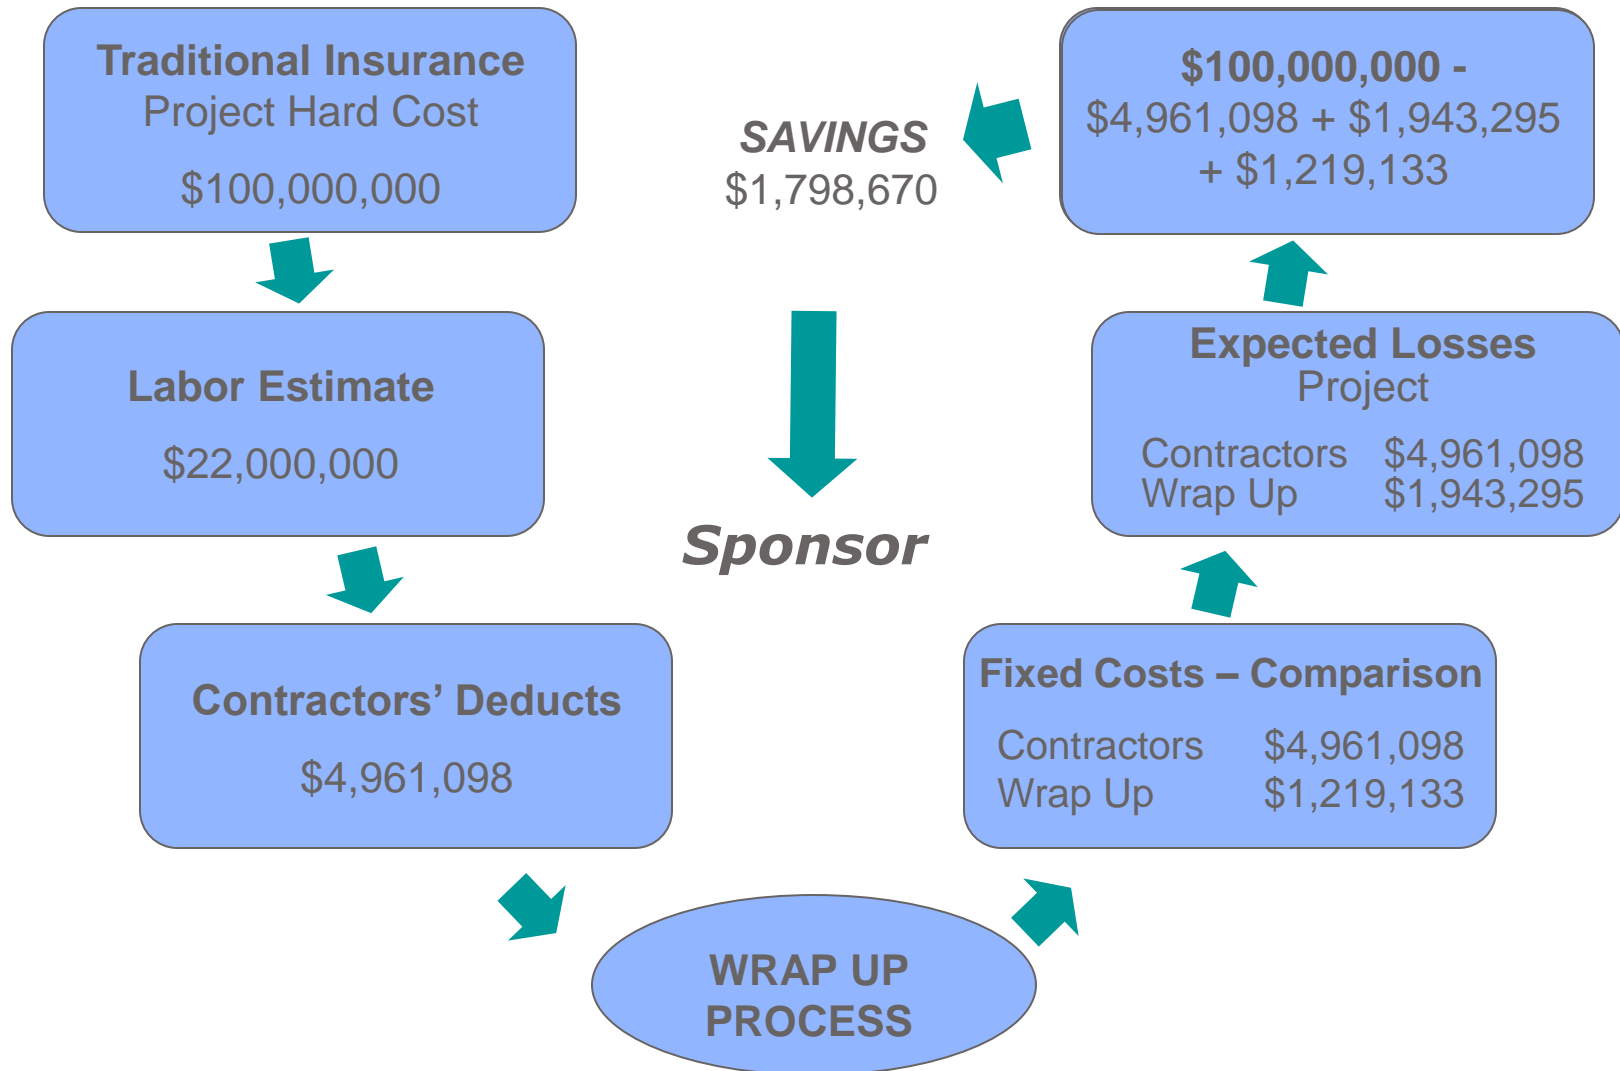 Traditional Insurance
Project Hard Cost
$100,000,000
Labor Estimate
$22,000,000
Contractors’ Deducts
$4,961,098
WRAP UP
PROCESS
Fixed Costs – Comparison
Contractors $4,961,098
Wrap Up $1,219,133
Expected Losses
Project
Contractors $4,961,098
Wrap Up $1,943,295
$100,000,000 -
$4,961,098 + $1,943,295
+ $1,219,133
SAVINGS
$1,798,670
Sponsor